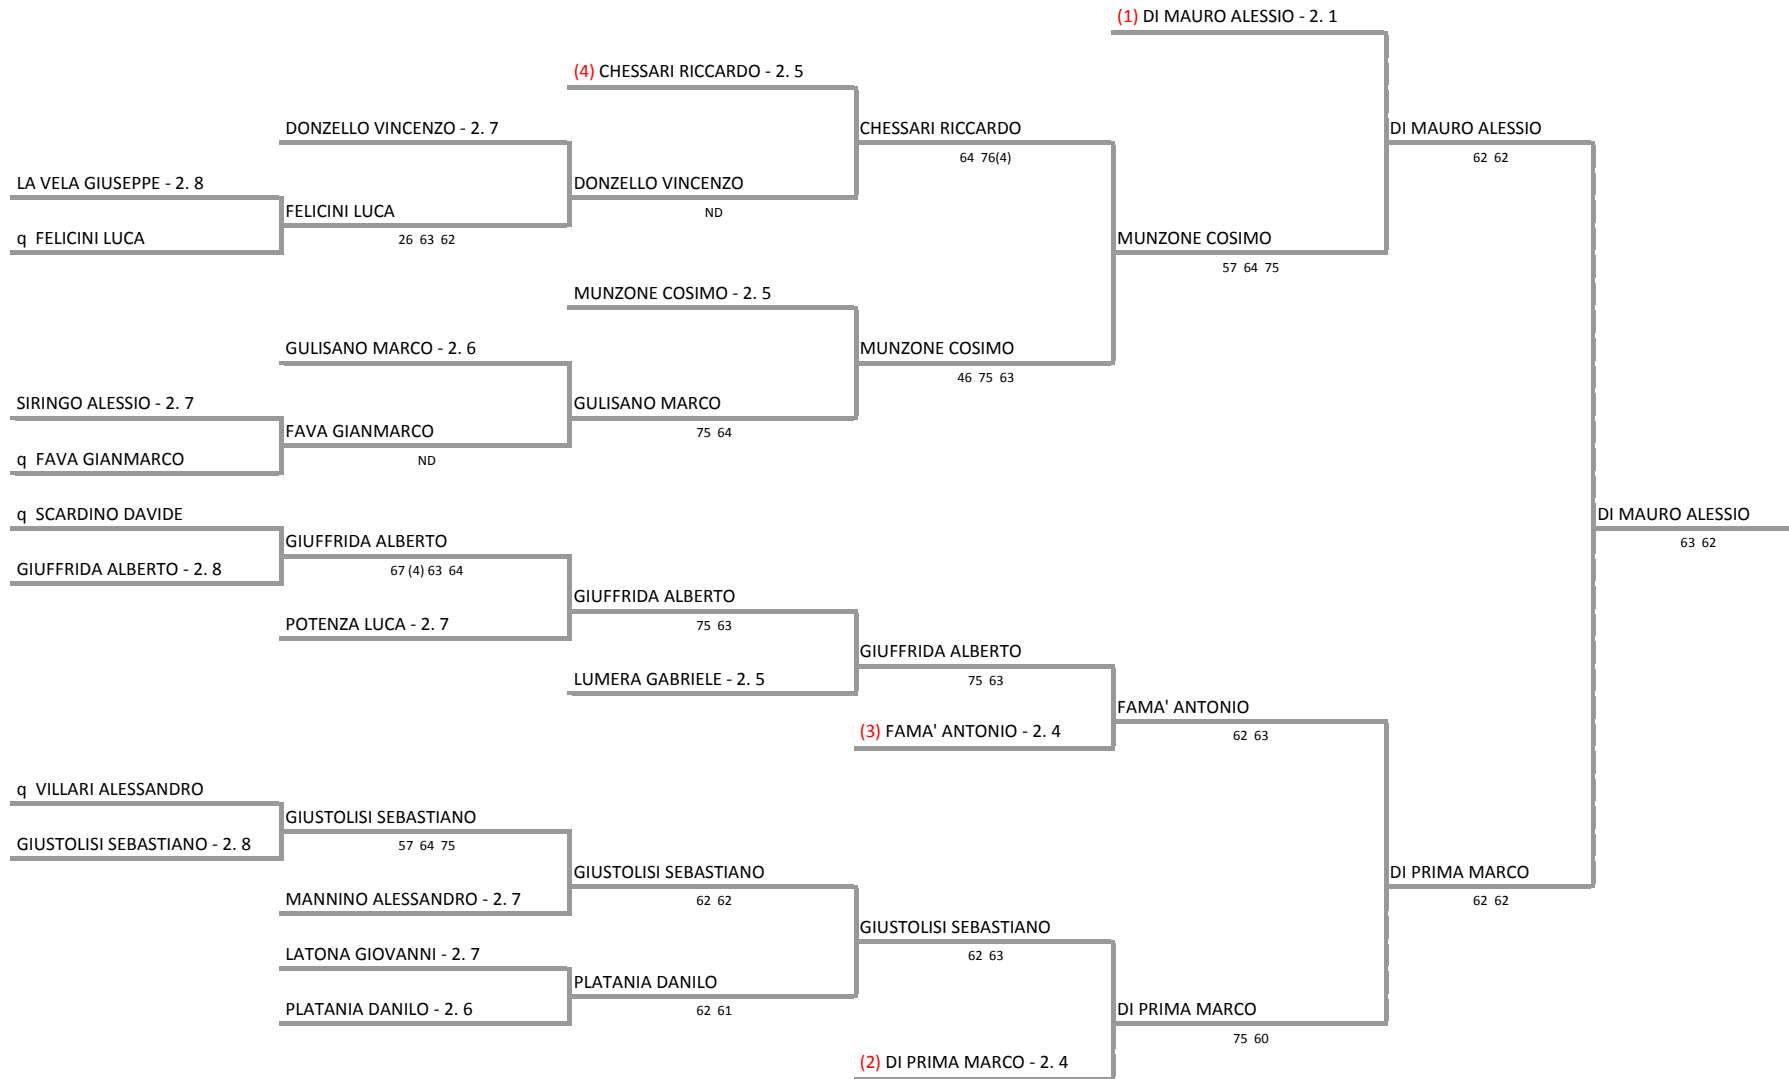 (1) DI MAURO ALESSIO - 2. 1
(4) CHESSARI RICCARDO - 2. 5
DONZELLO VINCENZO - 2. 7
CHESSARI RICCARDO
DI MAURO ALESSIO
64 76(4)
62 62
LA VELA GIUSEPPE - 2. 8
DONZELLO VINCENZO
FELICINI LUCA
ND
q FELICINI LUCA
26 63 62
MUNZONE COSIMO
57 64 75
MUNZONE COSIMO - 2. 5
GULISANO MARCO - 2. 6
MUNZONE COSIMO
46 75 63
SIRINGO ALESSIO - 2. 7
GULISANO MARCO
FAVA GIANMARCO
75 64
q FAVA GIANMARCO
ND
q SCARDINO DAVIDE
DI MAURO ALESSIO
GIUFFRIDA ALBERTO
63 62
GIUFFRIDA ALBERTO - 2. 8
67 (4) 63 64
GIUFFRIDA ALBERTO
POTENZA LUCA - 2. 7
75 63
GIUFFRIDA ALBERTO
LUMERA GABRIELE - 2. 5
75 63
FAMA' ANTONIO
(3) FAMA' ANTONIO - 2. 4
62 63
q VILLARI ALESSANDRO
GIUSTOLISI SEBASTIANO
GIUSTOLISI SEBASTIANO - 2. 8
57 64 75
GIUSTOLISI SEBASTIANO
DI PRIMA MARCO
MANNINO ALESSANDRO - 2. 7
62 62
62 62
GIUSTOLISI SEBASTIANO
LATONA GIOVANNI - 2. 7
62 63
PLATANIA DANILO
PLATANIA DANILO - 2. 6
62 61
DI PRIMA MARCO
75 60
(2) DI PRIMA MARCO - 2. 4